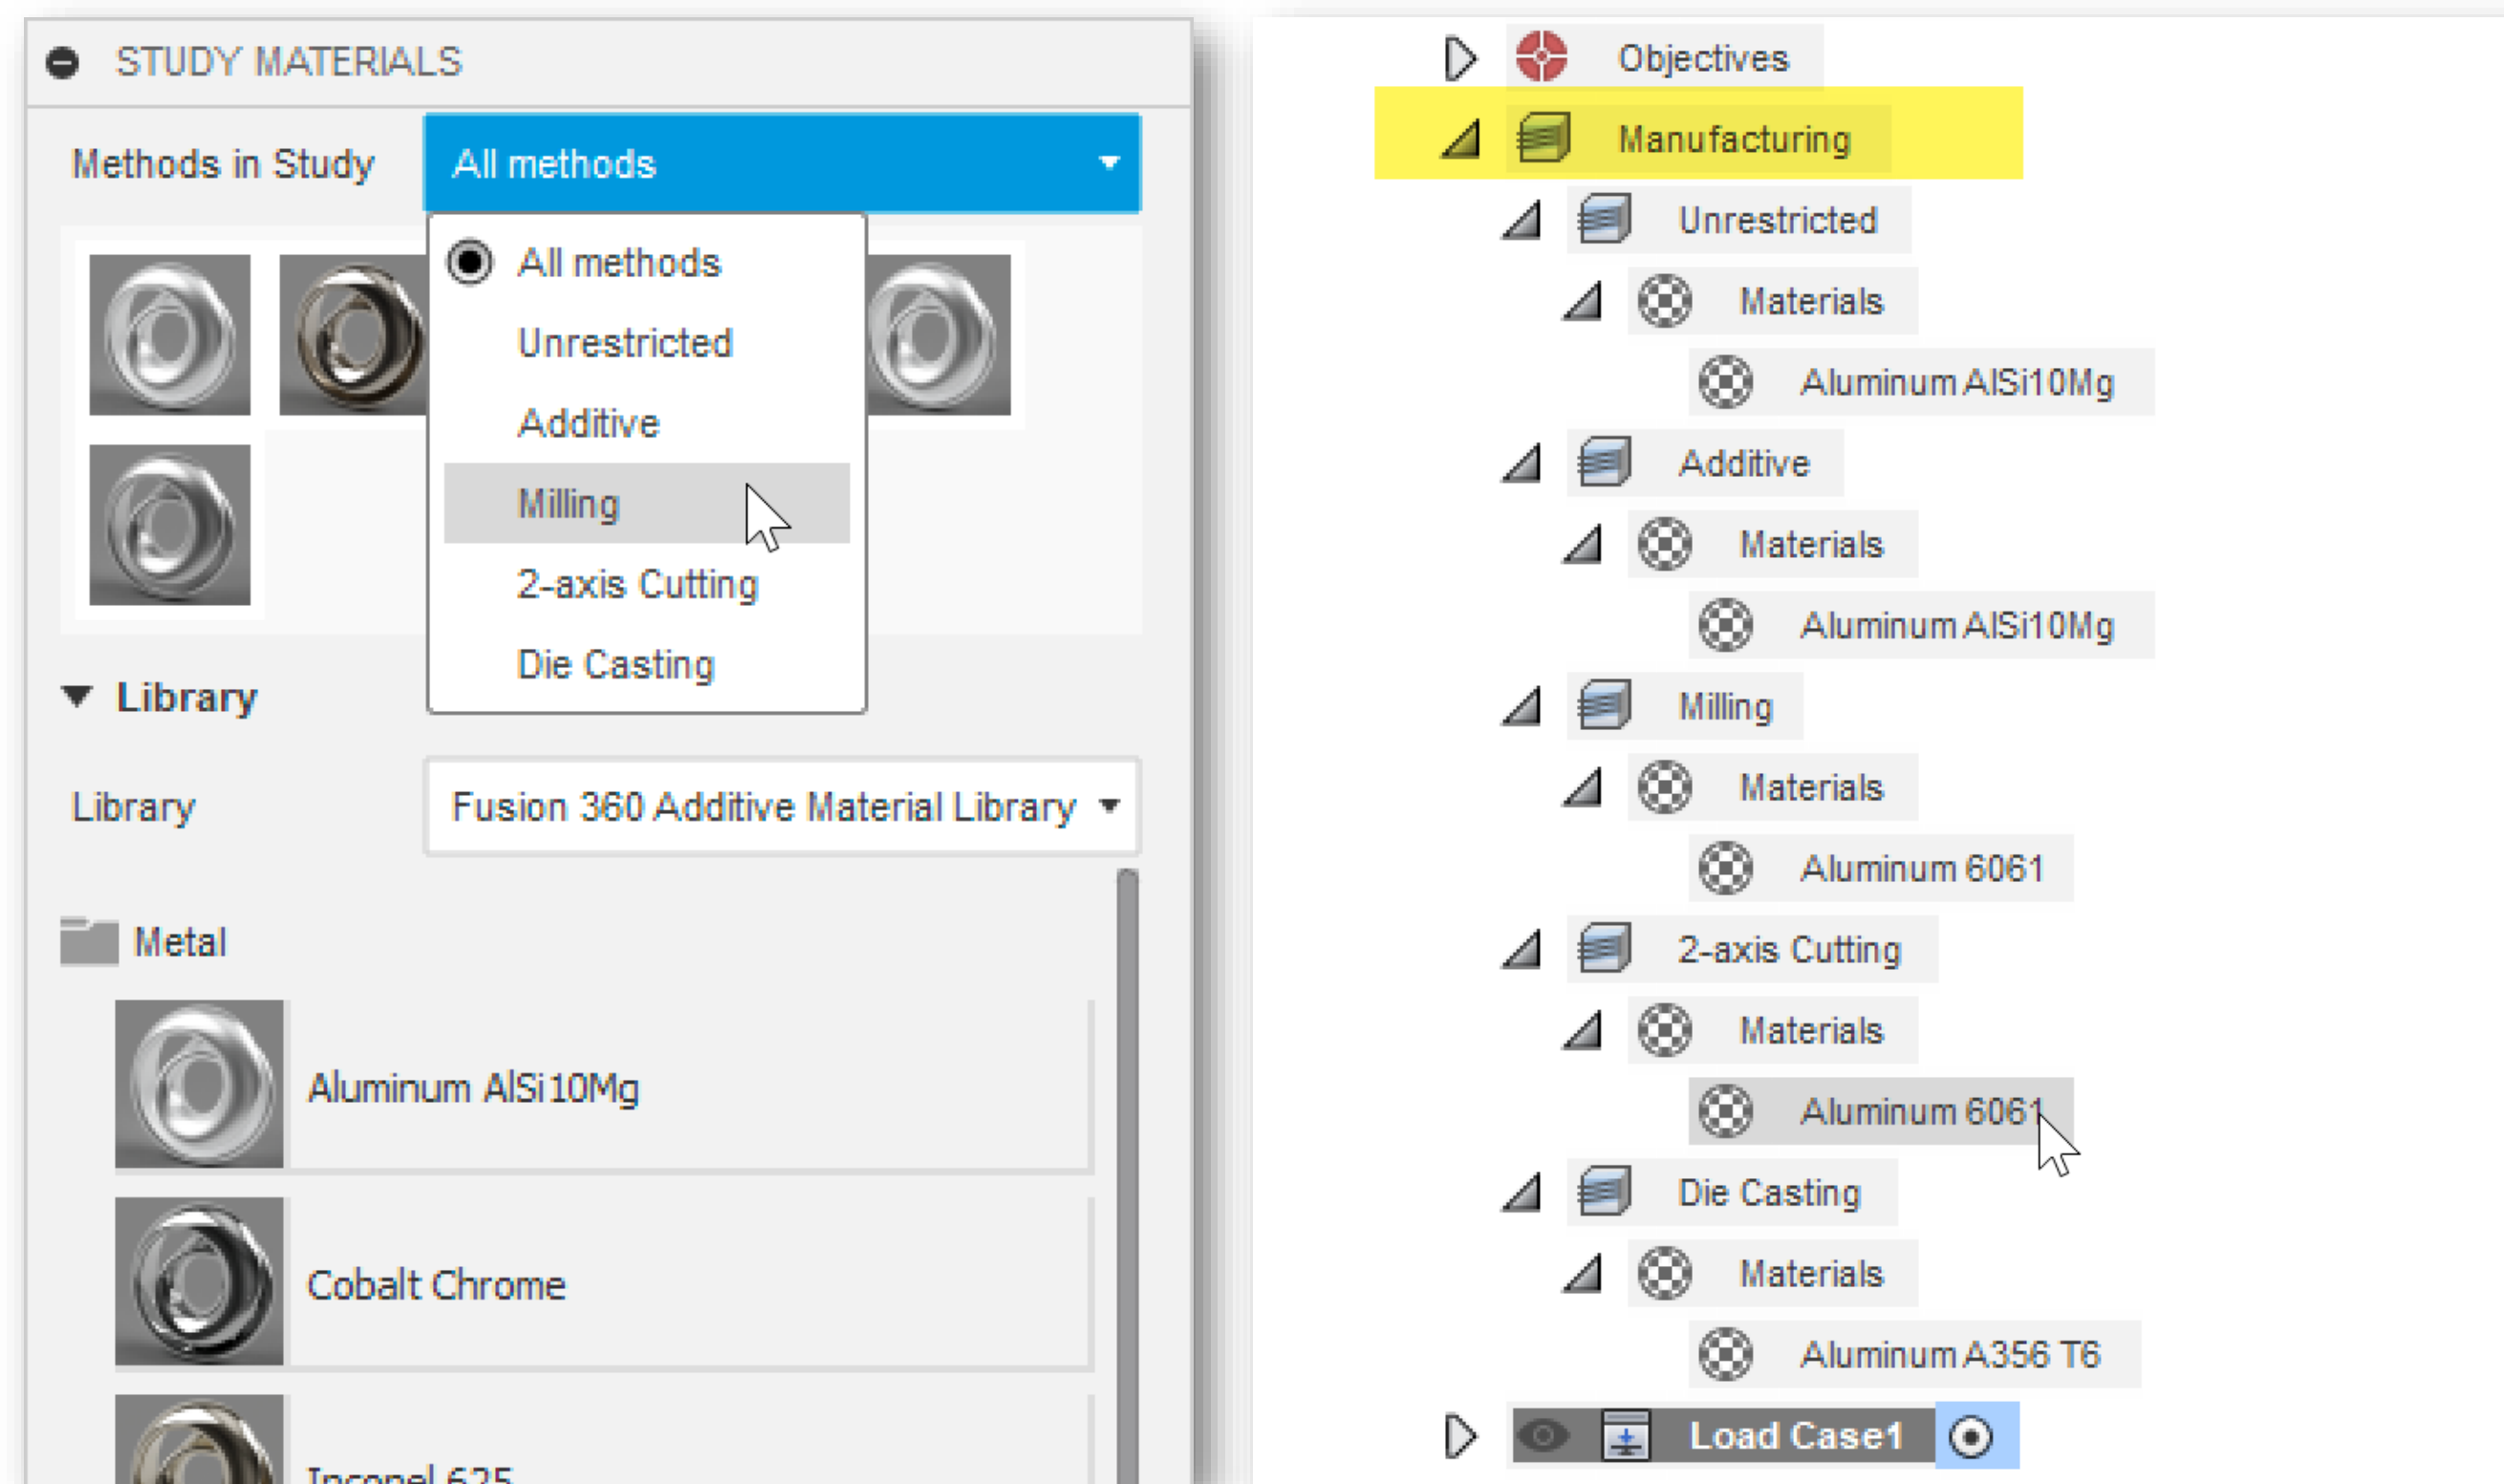 STUDY MATERIALS
Methods in Study
All methods
All methods
Unrestricted
Additive
Milling
2-axis Cutting
Die Casting
Library
Library
Fusion 360 Additive Material Library
Metal
Aluminum AlSi10Mg
Cobalt Chrome
Inconel 625
Objectives
Manufacturing
Unrestricted
Materials
Aluminum AlSi10Mg
Additive
Materials
Aluminum AlSi10Mg
Milling
Materials
Aluminum 6061
2-axis Cutting
Materials
Aluminum 6061
Die Casting
Materials
Aluminum A356 T6
Load Case1